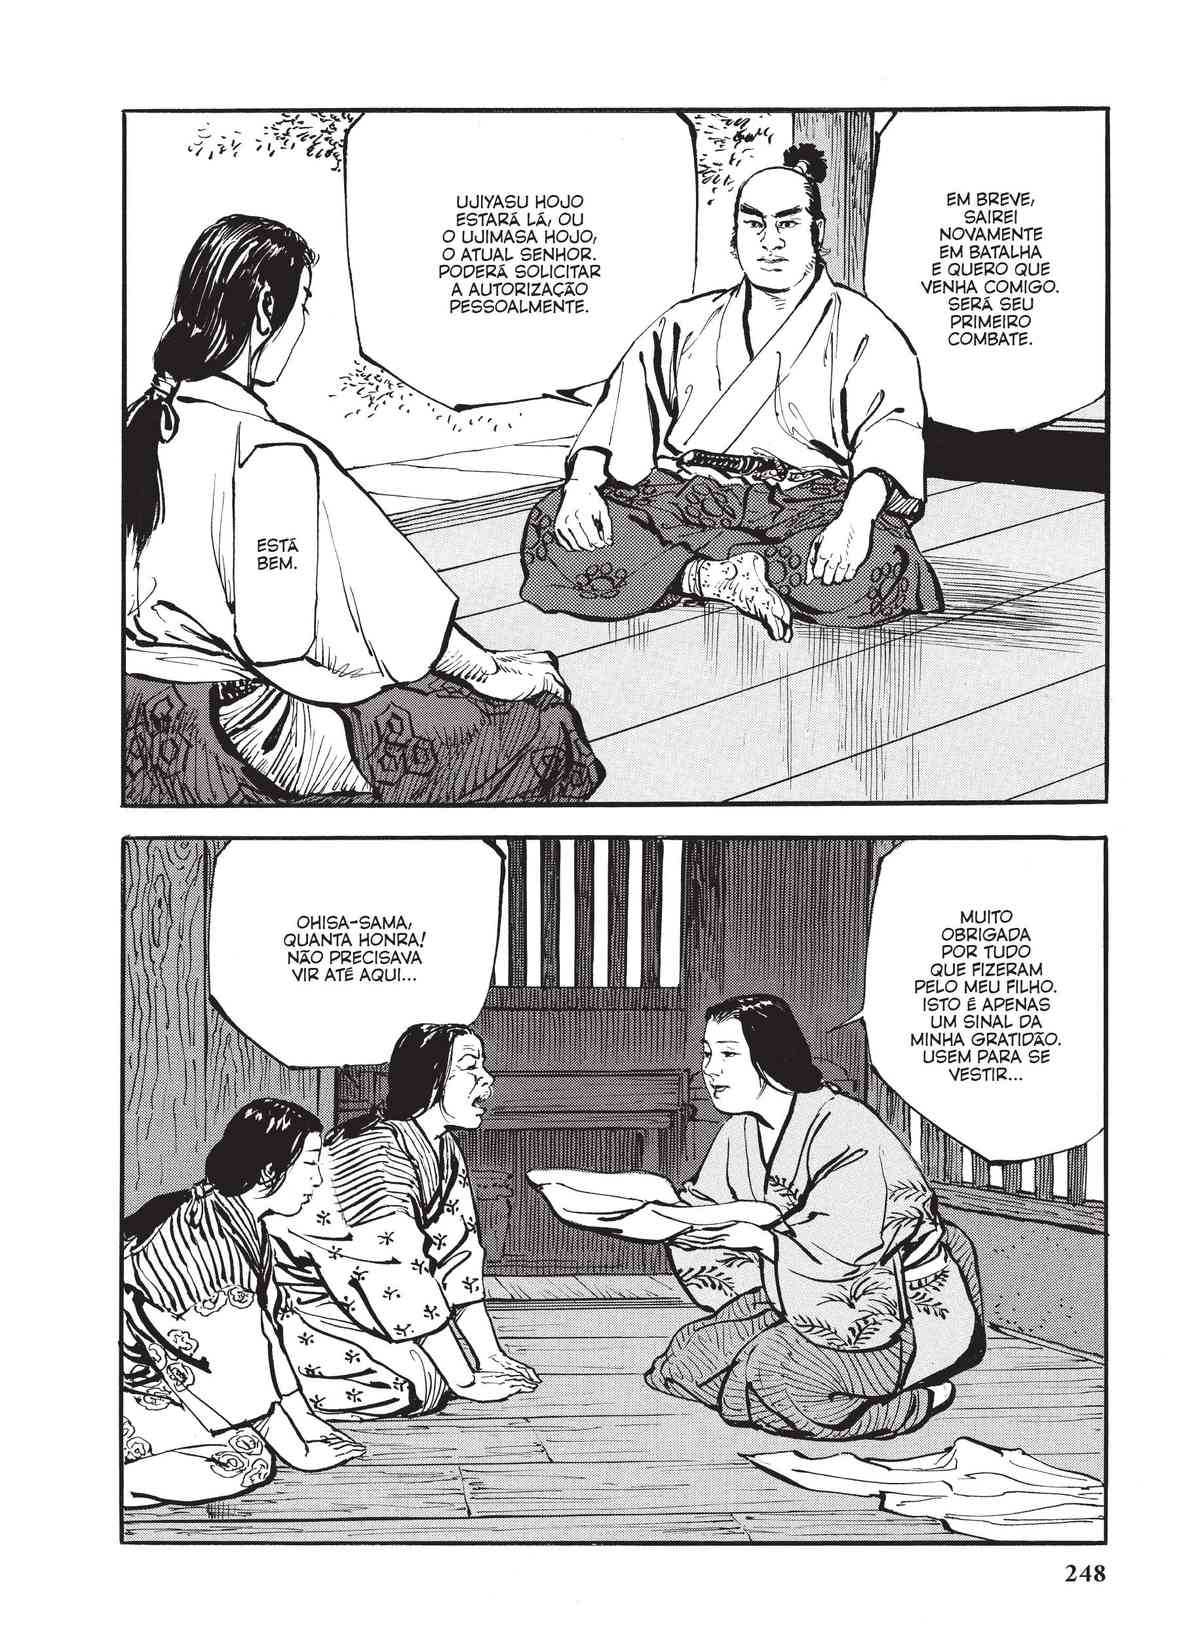 EM BREVE,
SAIREI
NOVAMENTE
EM BATALHA
E QUERO QUE
VENHA COMIGO.
SERÁ SEU
PRIMEIRO
COMBATE.
UJIYASU HOJO
ESTARÁ LÁ, OU
O UJIMASA HOJO,
O ATUAL SENHOR.
PODERÁ SOLICITAR
A AUTORIZAÇÃO
PESSOALMENTE.
ESTÁ
BEM.
MUITO
OBRIGADA
POR TUDO
QUE FIZERAM
PELO MEU FILHO.
ISTO É APENAS
UM SINAL DA
MINHA GRATIDÃO.
USEM PARA SE
VESTIR...
OHISA-SAMA,
QUANTA HONRA!
NÃO PRECISAVA
VIR ATÉ AQUI...
248